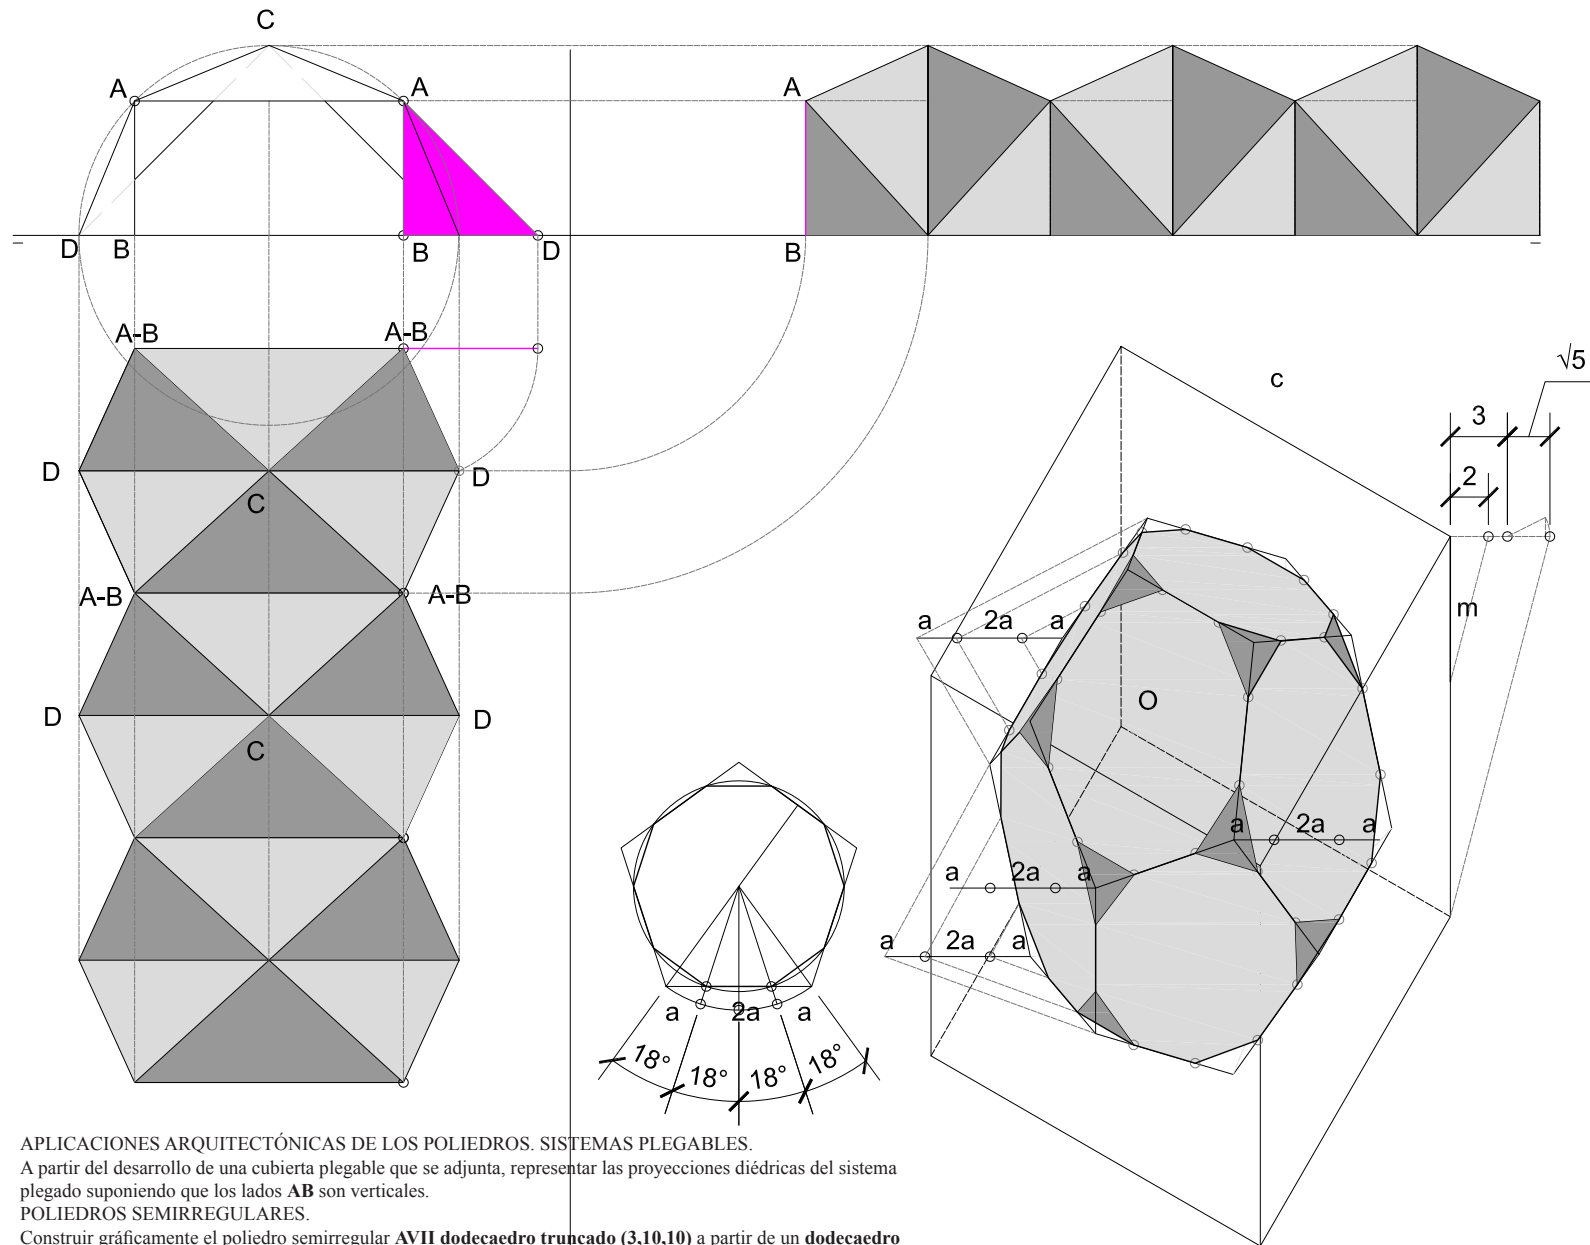 C
A
A
A
D
B
B
D
B
A-B
A-B
√5
c
3
D
D
2
C
A-B
A-B
m
a
2a
a
O
D
D
C
a
2a
a
a
2a
a
a
2a
a
a
2a
a
18°
18°
18°
18°
APLICACIONES ARQUITECTÓNICAS DE LOS POLIEDROS. SISTEMAS PLEGABLES.
A partir del desarrollo de una cubierta plegable que se adjunta, representar las proyecciones diédricas del sistema
plegado suponiendo que los lados AB son verticales.
POLIEDROS SEMIRREGULARES.
Construir gráficamente el poliedro semirregular AVII dodecaedro truncado (3,10,10) a partir de un dodecaedro